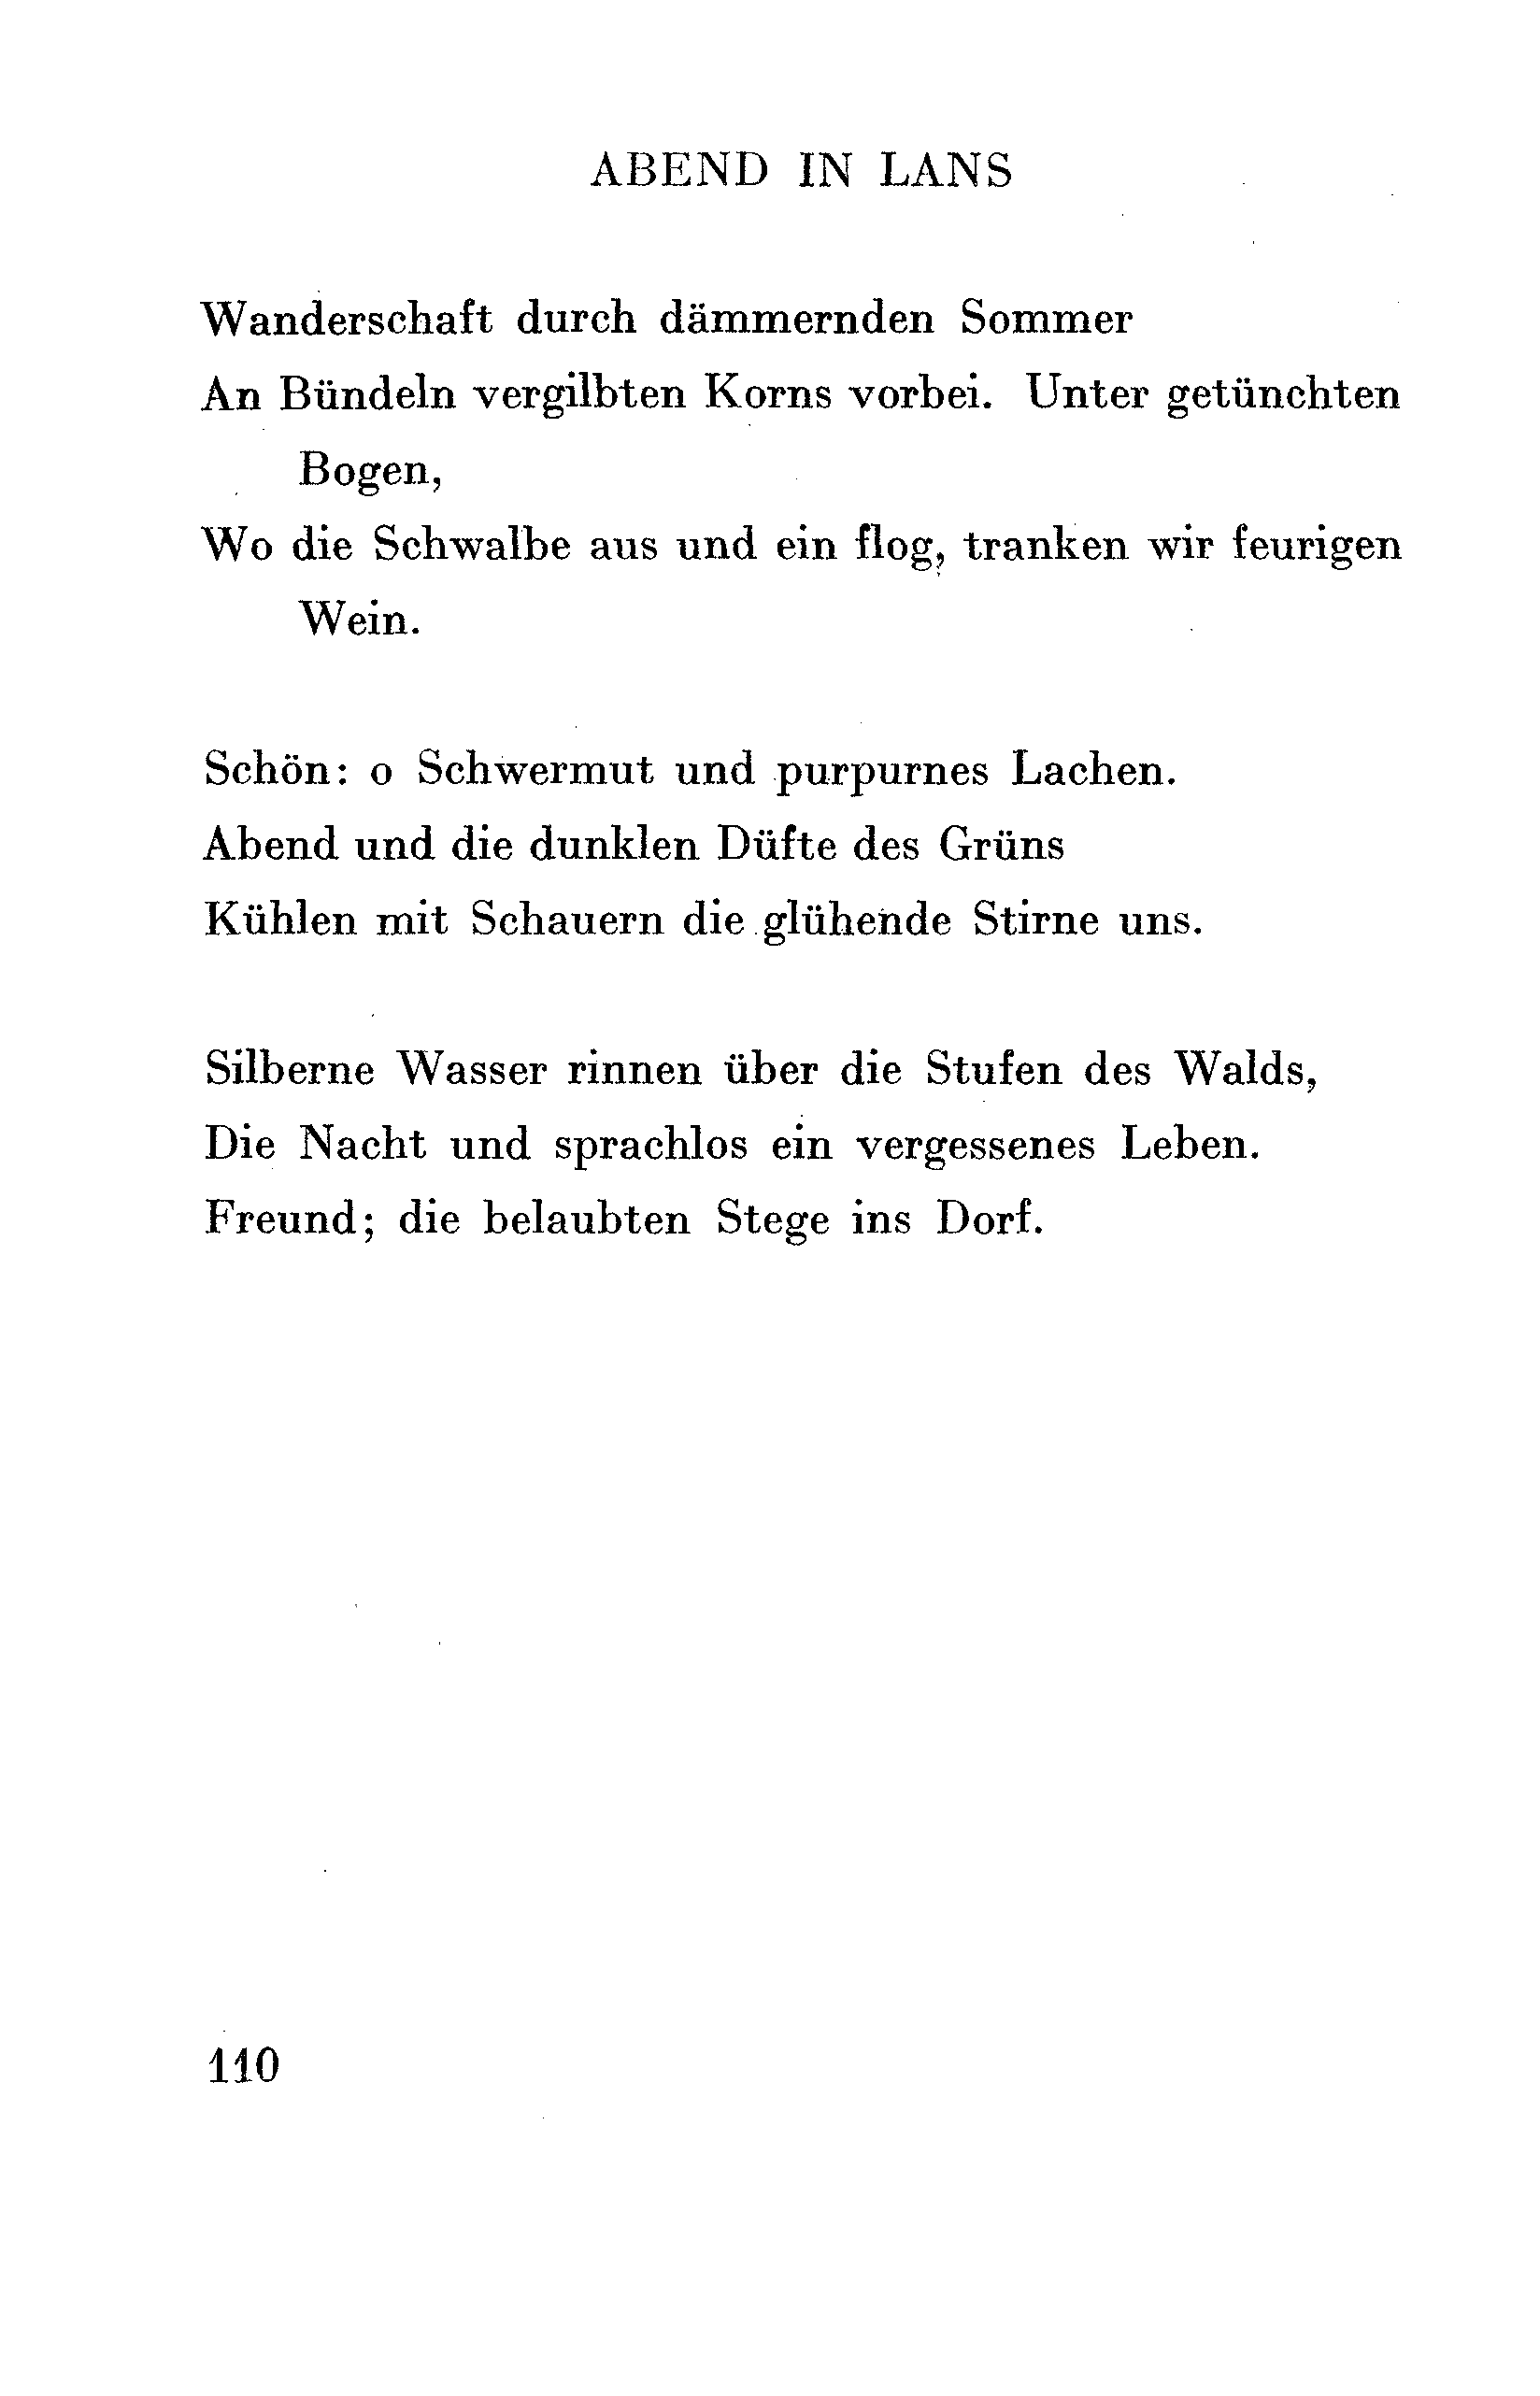 ABEND IN LANS
Wanderschaft durch dämmernden Sommer
An Bündeln vergilbten Korns vorbei. Unter getünchten
Bogen,
Wo die Schwalbe aus und ein flog, tranken wir feurigen
Wein.
Schön: o Schwermut und purpurnes Lachen.
Abend und die dunklen Düfte des Grüns
Kühlen mit Schauern die glühende Stirne uns.
Silberne Wasser rinnen über die Stufen des Walds,
Die Nacht und sprachlos ein vergessenes Leben.
Freund; die belaubten Stege ins Dorf.
110